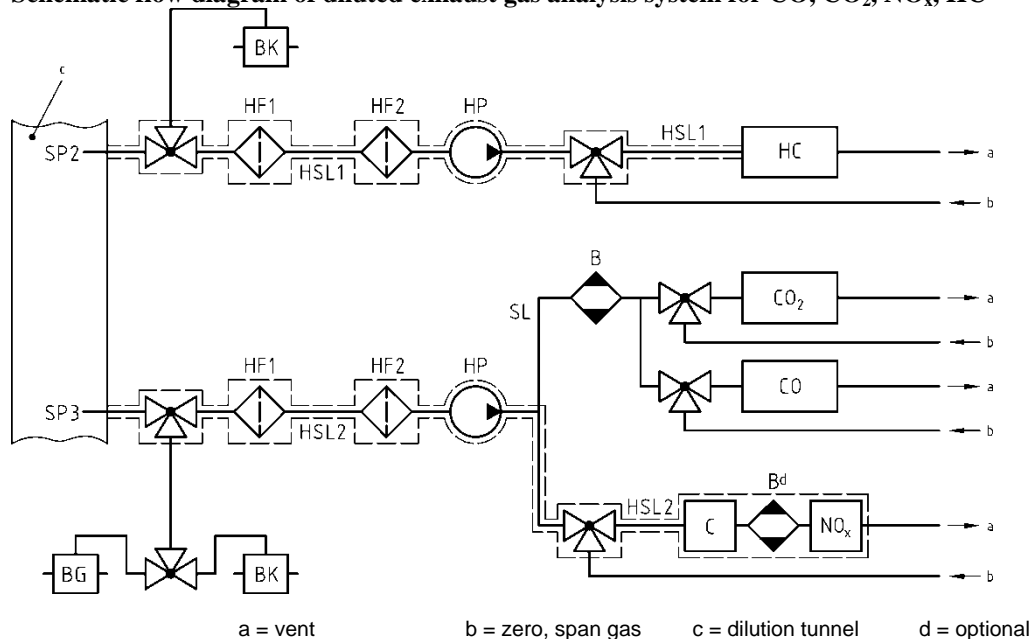 Schematic flow diagram of diluted exhaust gas analysis system for CO, CO₂, NOₓ, HC
BK
c
HF1
HF2
HP
HSL1
SP2
HSL1
HC
a
b
B
SL
CO₂
a
b
HF1
HF2
HP
CO
a
SP3
HSL2
b
Bᵈ
HSL2
C
NOₓ
a
BG
BK
b
a = vent b = zero, span gas c = dilution tunnel d = optional